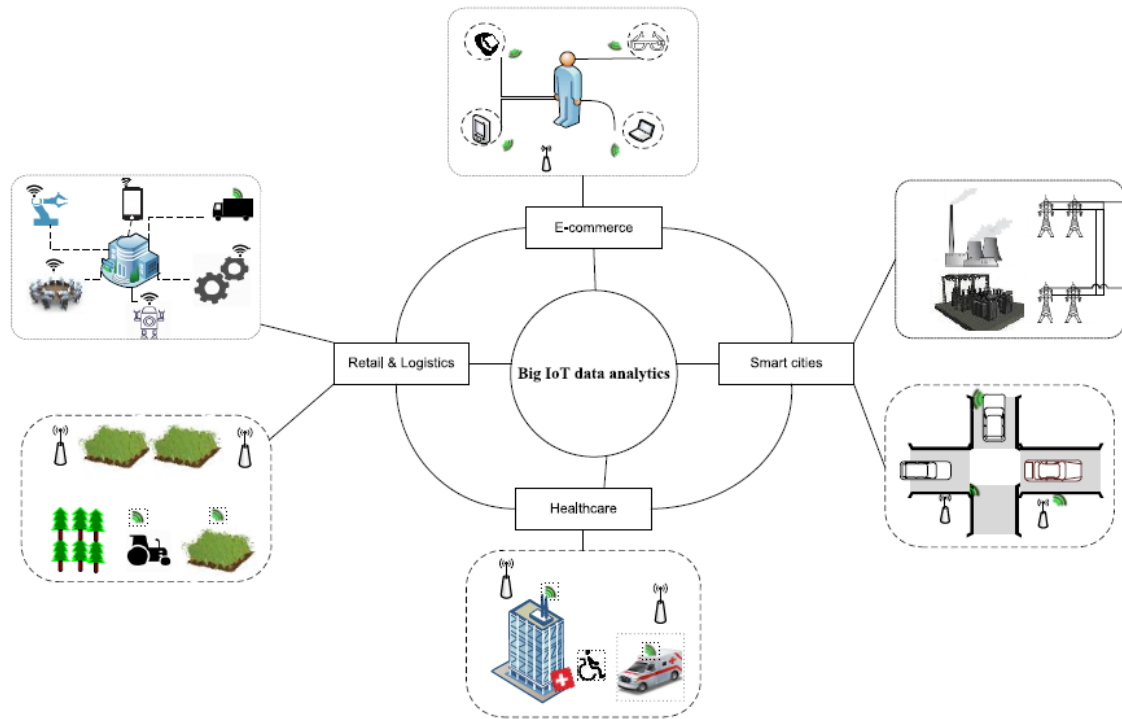 E-commerce
Retail & Logistics
Big IoT data analytics
Smart cities
Healthcare